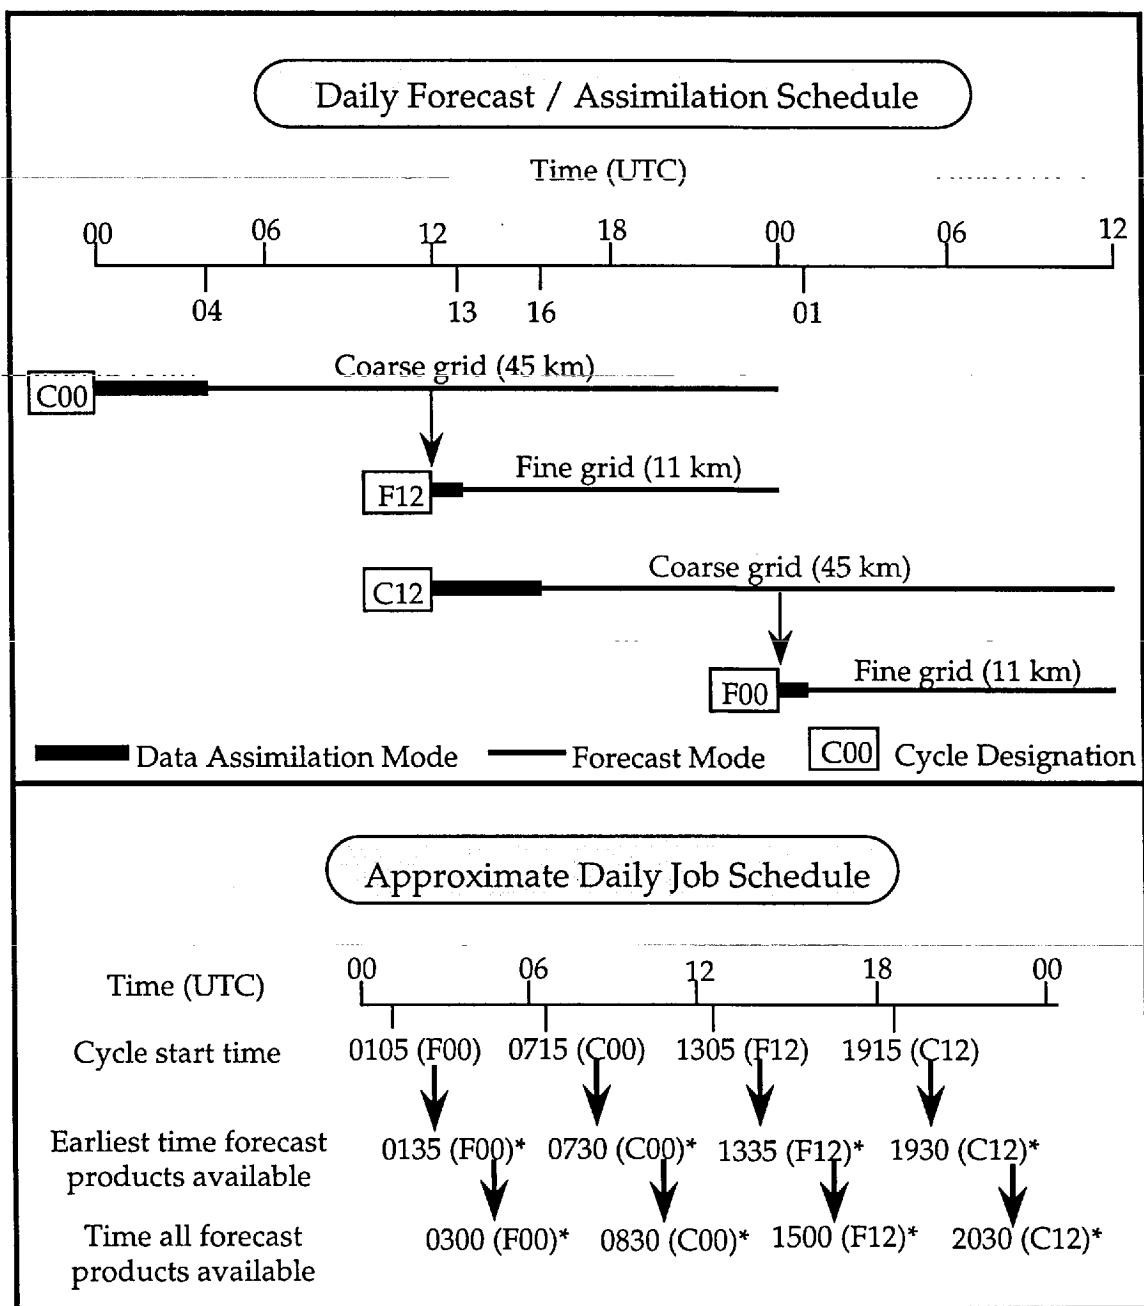 Daily Forecast / Assimilation Schedule
Time (UTC)
00 06 12 18 00 06 12
04 13 16 01
Coarse grid (45 km)
C00
Fine grid (11 km)
F12
Coarse grid (45 km)
C12
Fine grid (11 km)
F00
Data Assimilation Mode Forecast Mode C00 Cycle Designation
Approximate Daily Job Schedule
Time (UTC) 00 06 12 18 00
Cycle start time 0105 (F00) 0715 (C00) 1305 (F12) 1915 (C12)
Earliest time forecast
products available 0135 (F00)* 0730 (C00)* 1335 (F12)* 1930 (C12)*
Time all forecast
products available 0300 (F00)* 0830 (C00)* 1500 (F12)* 2030 (C12)*